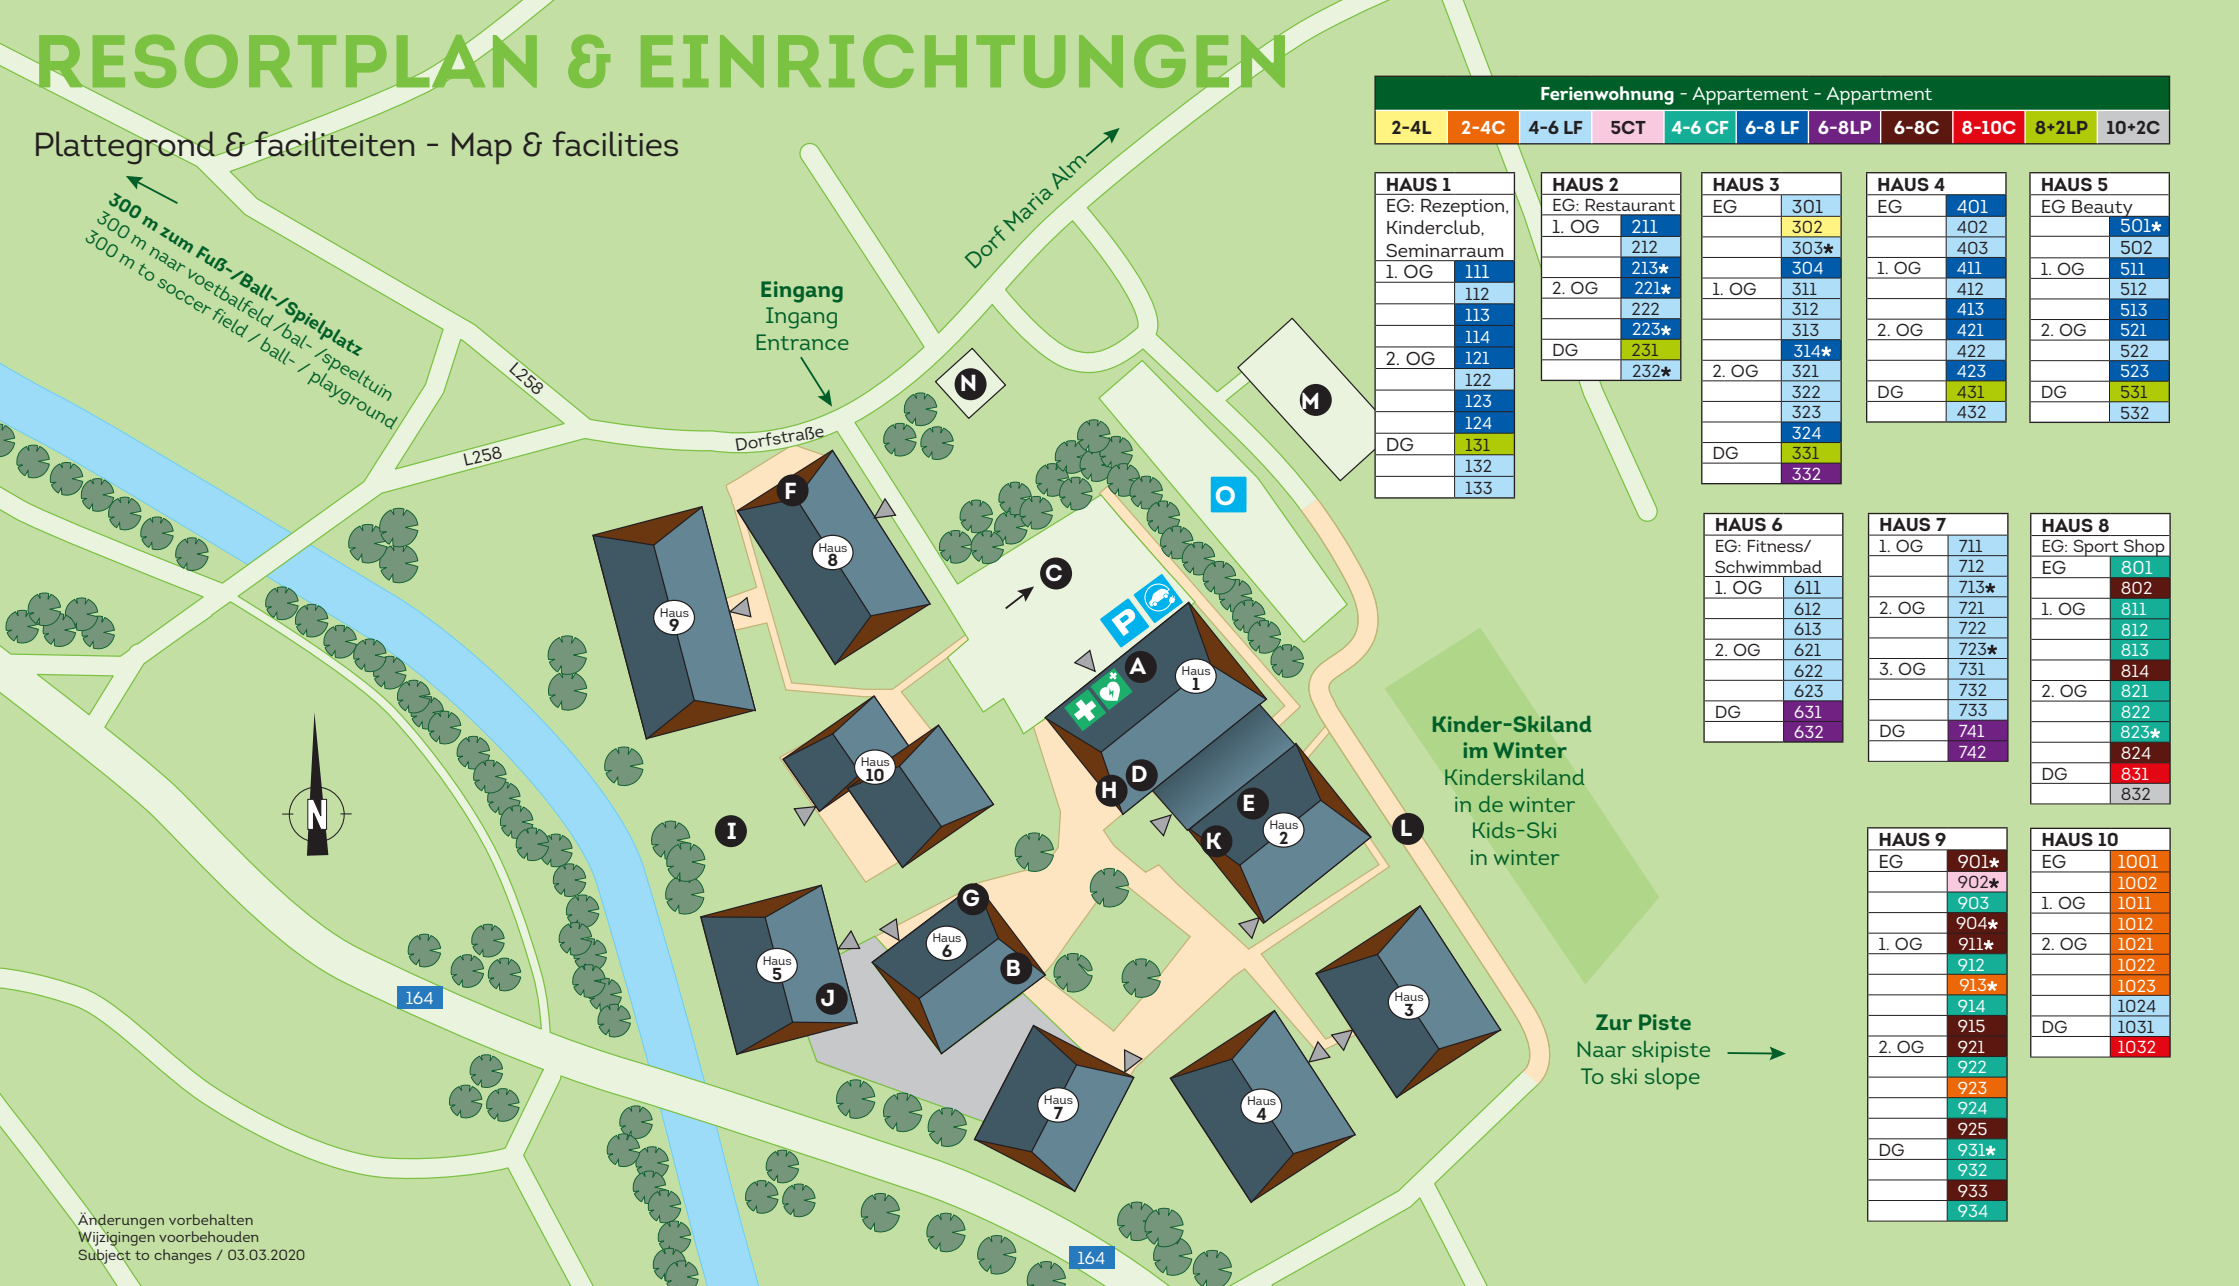 RESORTPLAN & EINRICHTUNGEN
Plattegrond & faciliteiten - Map & facilities
300 m zum Fuß-/Ball-/Spielplatz
300 m naar voetbalfeld /bal- /speeltuin
300 m to soccer field / ball- / playground
L258
L258
Dorfstraße
Eingang
Ingang
Entrance
Dorf Maria Alm
N
M
O
F
Haus
8
Haus
9
C
P
A
Haus
1
Haus
10
H
D
E
K
Haus
2
L
I
G
Haus
6
B
Haus
5
J
Haus
7
Haus
4
Haus
3
N
164
164
Kinder-Skiland
im Winter
Kinderskiland
in de winter
Kids-Ski
in winter
Zur Piste
Naar skipiste
To ski slope
Änderungen vorbehalten
Wijzigingen voorbehouden
Subject to changes / 03.03.2020
Ferienwohnung - Appartement - Appartment
2-4L 2-4C 4-6 LF 5CT 4-6 CF 6-8 LF 6-8LP 6-8C 8-10C 8+2LP 10+2C
HAUS 1
EG: Rezeption,
Kinderclub,
Seminarraum
1. OG 111
112
113
114
2. OG 121
122
123
124
DG 131
132
133
HAUS 2
EG: Restaurant
1. OG 211
212
213*
2. OG 221*
222
223*
DG 231
232*
HAUS 3
EG 301
302
303*
304
1. OG 311
312
313
314*
2. OG 321
322
323
324
DG 331
332
HAUS 4
EG 401
402
403
1. OG 411
412
413
2. OG 421
422
423
DG 431
432
HAUS 5
EG Beauty
501*
502
1. OG 511
512
513
2. OG 521
522
523
DG 531
532
HAUS 6
EG: Fitness/
Schwimmbad
1. OG 611
612
613
2. OG 621
622
623
DG 631
632
HAUS 7
1. OG 711
712
713*
2. OG 721
722
723*
3. OG 731
732
733
DG 741
742
HAUS 8
EG: Sport Shop
EG 801
802
1. OG 811
812
813
814
2. OG 821
822
823*
824
DG 831
832
HAUS 9
EG 901*
902*
903
904*
1. OG 911*
912
913*
914
915
2. OG 921
922
923
924
925
DG 931*
932
933
934
HAUS 10
EG 1001
1002
1. OG 1011
1012
2. OG 1021
1022
1023
1024
DG 1031
1032